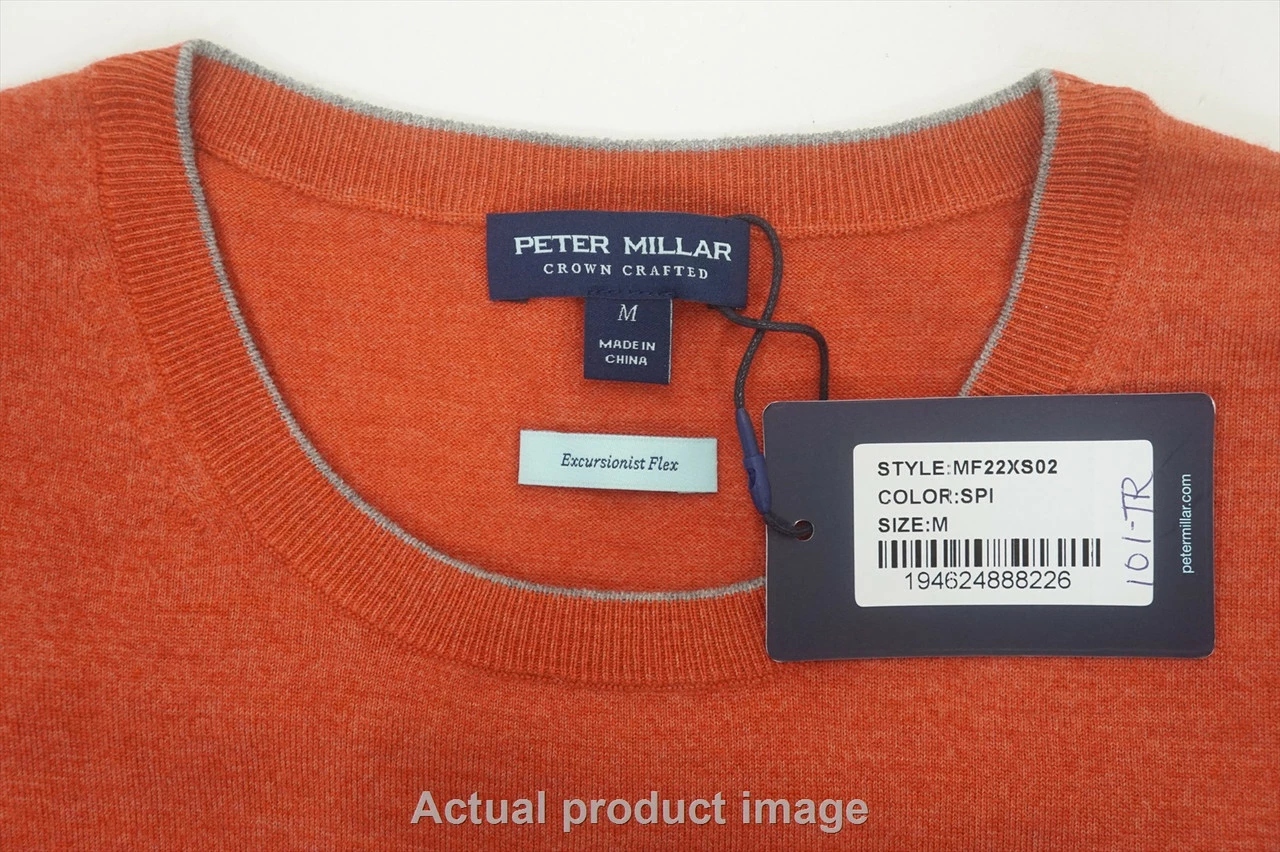 PETER MILLAR
CROWN CRAFTED
M
MADE IN
CHINA
Excursionist Flex
STYLE:MF22XS02
COLOR:SPI
SIZE:M
194624888226
101-TR
petermillar.com
Actual product image